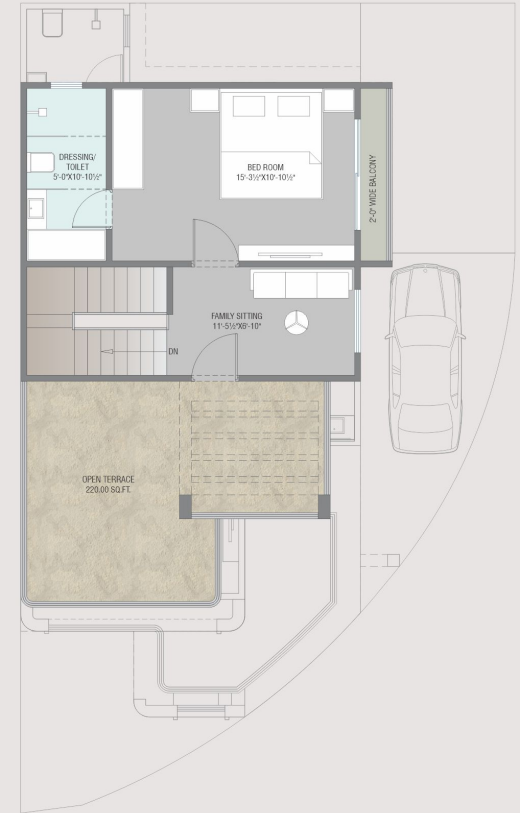 DRESSING/
TOILET
5'-0"X10'-10½"
BED ROOM
15'-3½"X10'-10½"
2'-0" WIDE BALCONY
FAMILY SITTING
11'-5½"X6'-10"
DN
OPEN TERRACE
220.00 SQ.FT.